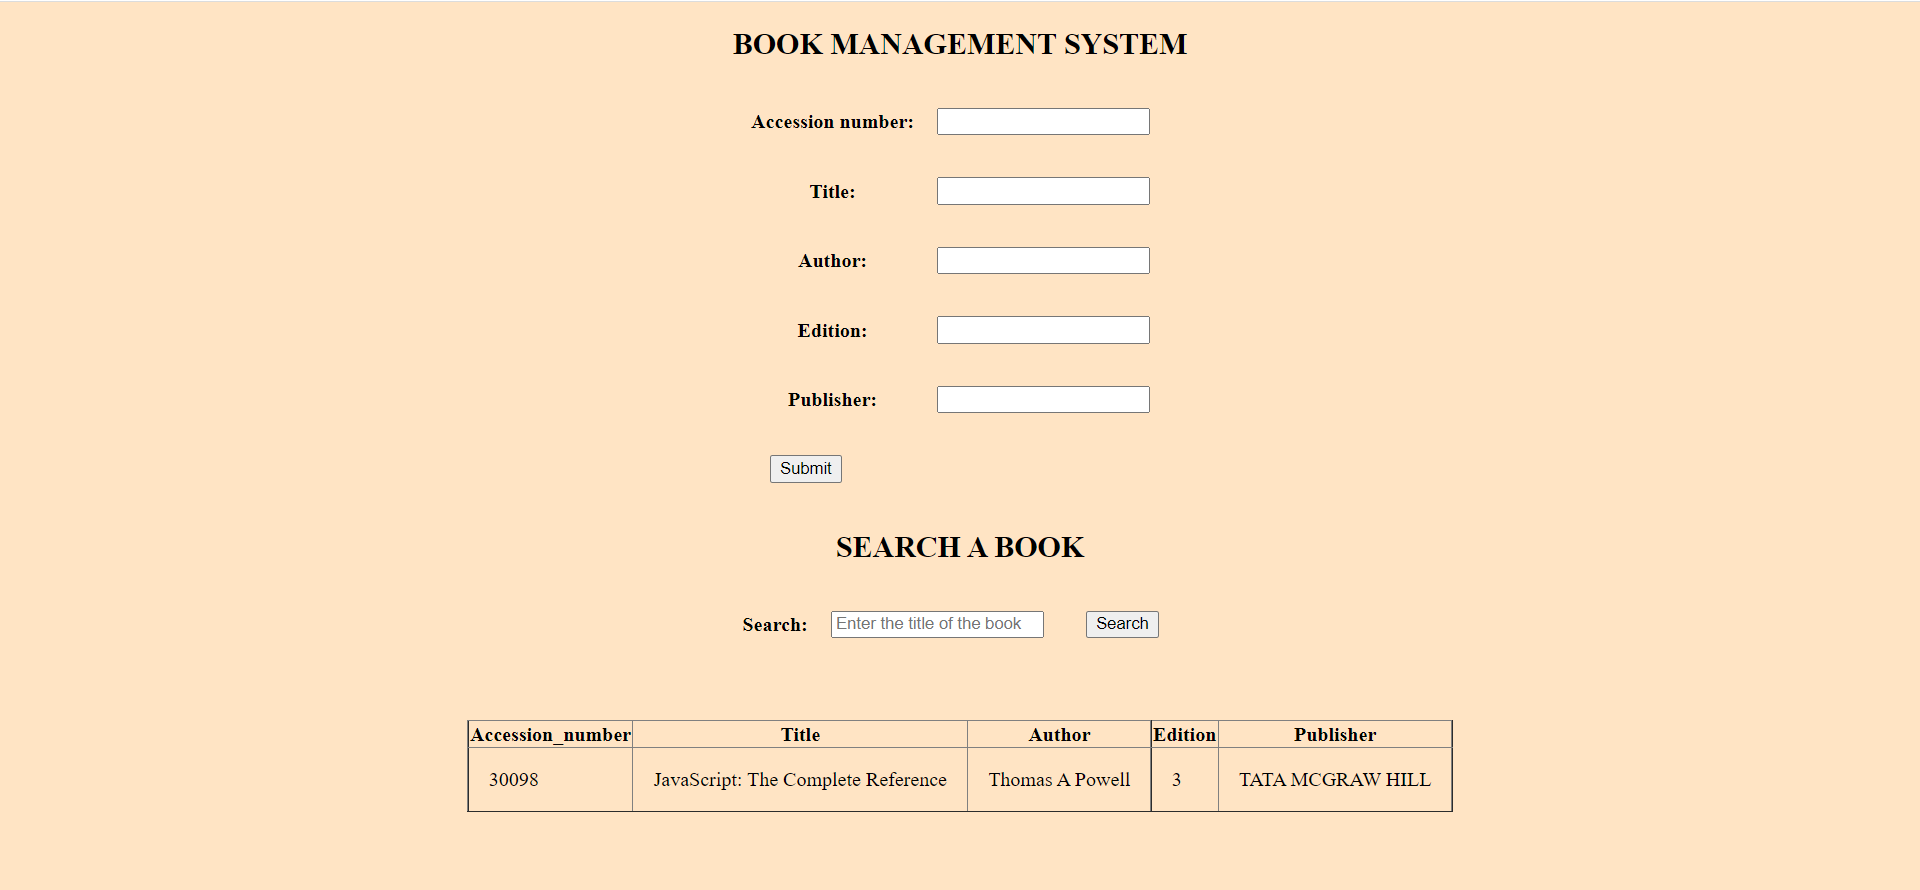 BOOK MANAGEMENT SYSTEM
Accession number:
Title:
Author:
Edition:
Publisher:
Submit
SEARCH A BOOK
Search: Enter the title of the book Search
Accession_number Title Author Edition Publisher
30098 JavaScript: The Complete Reference Thomas A Powell 3 TATA MCGRAW HILL